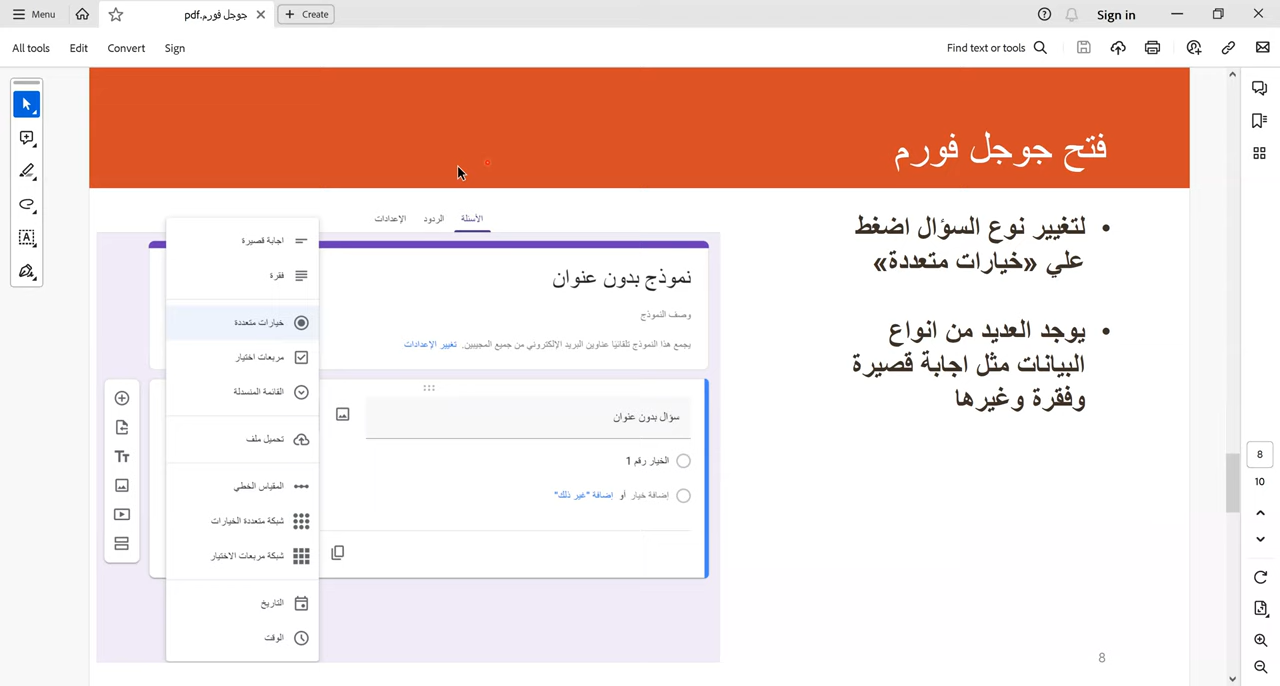 Menu
جوجل فورم.pdf
Create
Sign in
All tools
Edit
Convert
Sign
Find text or tools
فتح جوجل فورم
• لتغيير نوع السؤال اضغط
علي «خيارات متعددة»
• يوجد العديد من انواع
البيانات مثل اجابة قصيرة
وفقرة وغيرها
الأسئلة
الردود
الإعدادات
نموذج بدون عنوان
وصف النموذج
يجمع هذا النموذج تلقائيًا عناوين البريد الإلكتروني من جميع المجيبين. تغيير الإعدادات
سؤال بدون عنوان
الخيار رقم 1
إضافة خيار أو إضافة "غير ذلك"
اجابة قصيرة
فقرة
خيارات متعددة
مربعات اختيار
القائمة المنسدلة
تحميل ملف
المقياس الخطي
شبكة متعددة الخيارات
شبكة مربعات الاختيار
التاريخ
الوقت
Tт
8
8
10